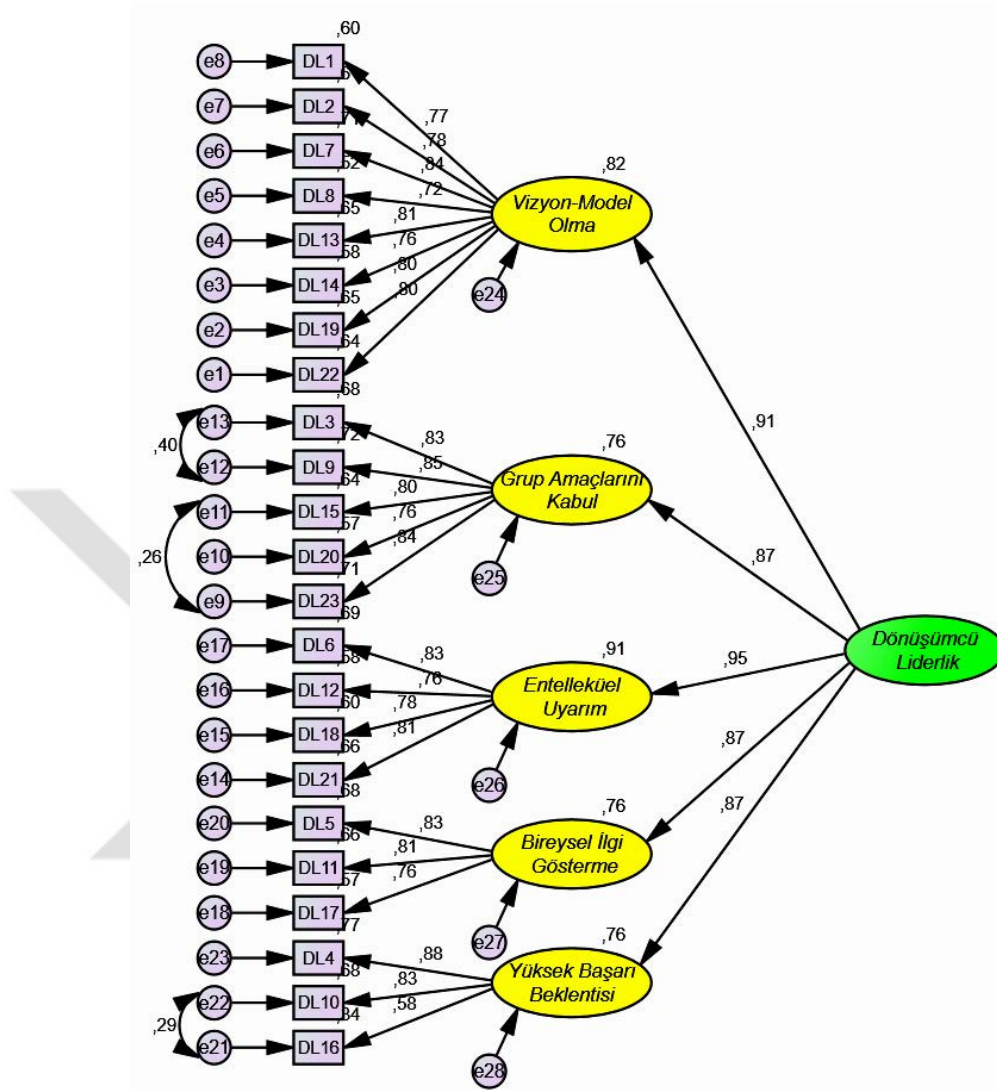 ,60
e8
DL1
,77
e7
DL2
,78
,71
e6
DL7
,84
,82
,52
e5
DL8
,72
Vizyon-Model
Olma
,65
e4
DL13
,81
,58
e3
DL14
,76
e24
,65
e2
DL19
,80
,64
e1
DL22
,80
,68
e13
DL3
,83
,91
,40
,72
e12
DL9
,85
,76
Grup Amaçlarını
Kabul
,64
e11
DL15
,80
,57
e10
DL20
,76
,26
e25
,87
,71
e9
DL23
,84
,69
e17
DL6
,83
,91
Dönüşümcü
Liderlik
,58
e16
DL12
,76
,95
Entelleküel
Uyarım
,60
e15
DL18
,78
,66
e14
DL21
,81
e26
,87
,68
e20
DL5
,83
,76
,87
,66
e19
DL11
,81
Bireysel İlgi
Gösterme
,57
e18
DL17
,76
e27
,77
e23
DL4
,88
,76
,68
e22
DL10
,83
Yüksek Başarı
Beklentisi
,29
,34
e21
DL16
,58
e28